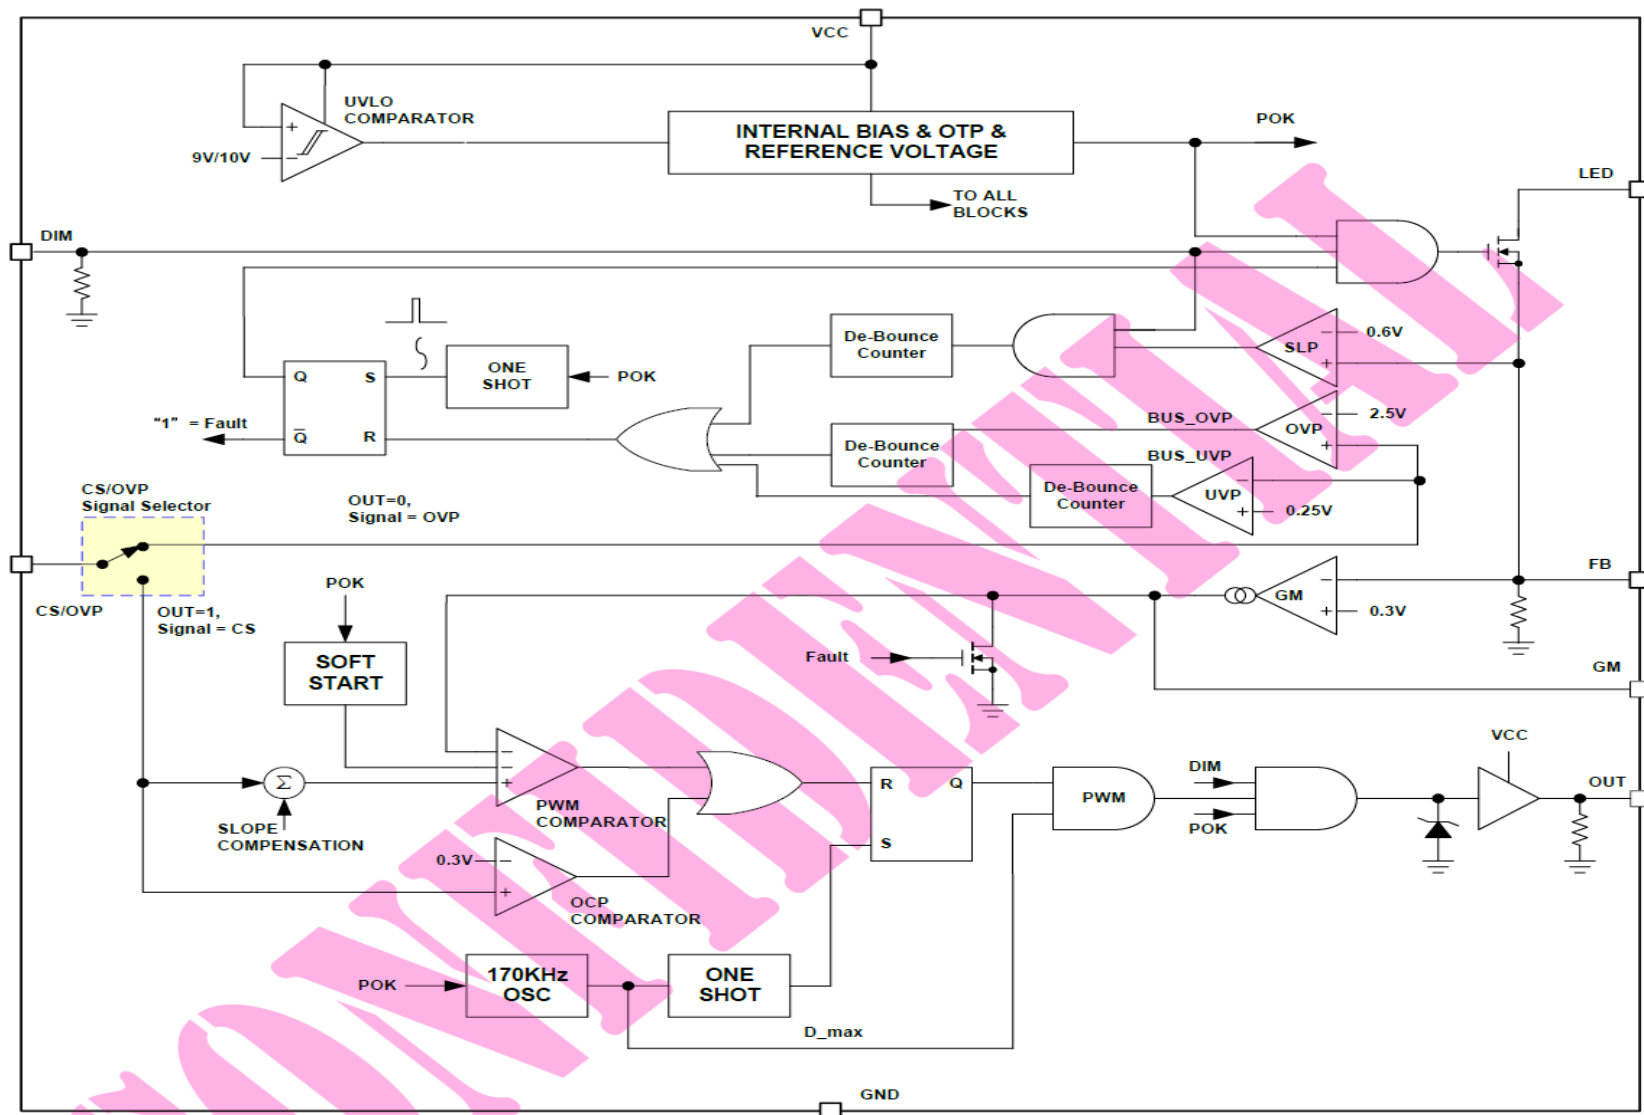 VCC
UVLO
COMPARATOR
+
9V/10V
−
INTERNAL BIAS & OTP &
REFERENCE VOLTAGE
POK
TO ALL
BLOCKS
LED
DIM
De-Bounce
Counter
SLP
− 0.6V
+
ONE
SHOT
POK
Q
S
"1" = Fault
Q
R
De-Bounce
Counter
BUS_OVP
OVP
− 2.5V
+
BUS_UVP
De-Bounce
Counter
UVP
−
+ 0.25V
CS/OVP
Signal Selector
OUT=0,
Signal = OVP
CS/OVP
OUT=1,
Signal = CS
POK
SOFT
START
GM
−
+ 0.3V
FB
Fault
GM
−
−
+
PWM
COMPARATOR
Σ
SLOPE
COMPENSATION
0.3V −
+
OCP
COMPARATOR
R
Q
S
PWM
DIM
POK
VCC
OUT
POK
170KHz
OSC
ONE
SHOT
D_max
GND
CONFIDENTIAL